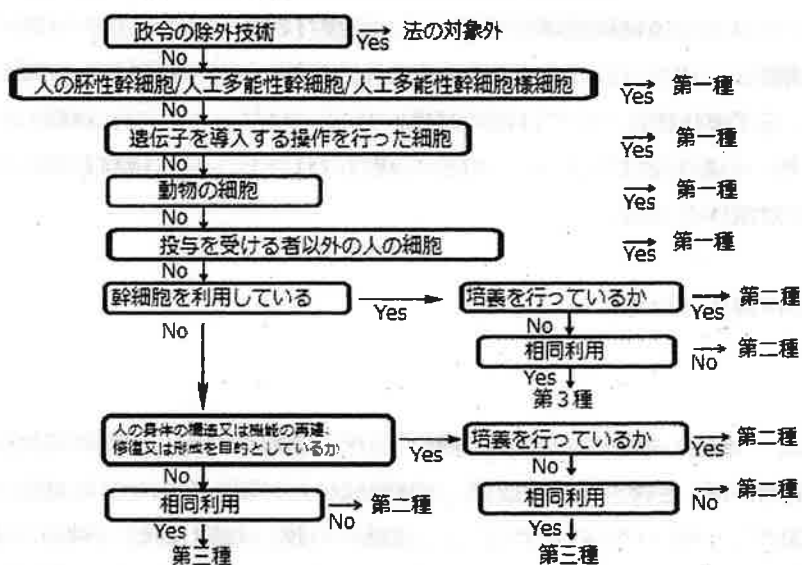 政令の除外技術
Yes
法の対象外
No
人の胚性幹細胞/人工多能性幹細胞/人工多能性幹細胞様細胞
Yes
第一種
No
遺伝子を導入する操作を行った細胞
Yes
第一種
No
動物の細胞
Yes
第一種
No
投与を受ける者以外の人の細胞
Yes
第一種
No
幹細胞を利用している
Yes
培義を行っているか
Yes
第二種
No
No
相同利用
No
第二種
Yes
第3種
人の身体の構造又は機能の再建、
修復又は形成を目的としているか
Yes
培義を行っているか
Yes
第二種
No
No
相同利用
No
第二種
相同利用
No
第二種
Yes
第三種
Yes
第三種